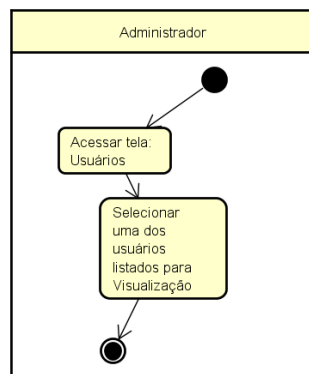 Administrador
Acessar tela:
Usuários
Selecionar
uma dos
usuários
listados para
Visualização